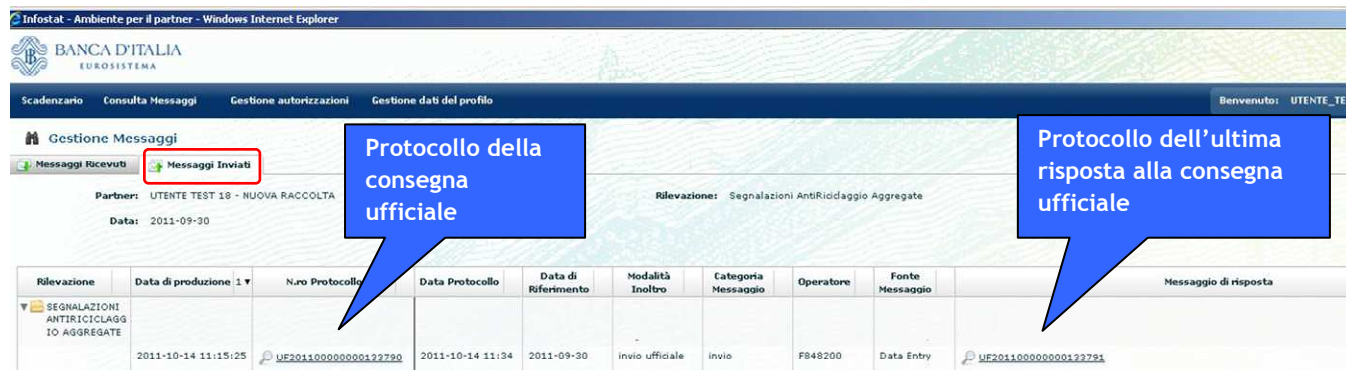 Infostat - Ambiente per il partner - Windows Internet Explorer
BANCA D'ITALIA
EUROSISTEMA
Scadenzario Consulta Messaggi Gestione autorizzazioni Gestione dati del profilo Benvenuto: UTENTE_TE
Gestione Messaggi
Messaggi Ricevuti Messaggi Inviati
Protocollo della
consegna
ufficiale
Protocollo dell'ultima
risposta alla consegna
ufficiale
Partner: UTENTE TEST 18 - NUOVA RACCOLTA Rilevazione: Segnalazioni AntiRiciclaggio Aggregate
Data: 2011-09-30
Rilevazione Data di produzione 1 N.ro Protocollo Data Protocollo Data di Riferimento Modalità Inoltro Categoria Messaggio Operatore Fonte Messaggio Messaggio di risposta
SEGNALAZIONI
ANTIRICICLAGG
IO AGGREGATE
2011-10-14 11:15:25 UF201100000000133790 2011-10-14 11:34 2011-09-30 invio ufficiale invio F848200 Data Entry UF201100000000133791